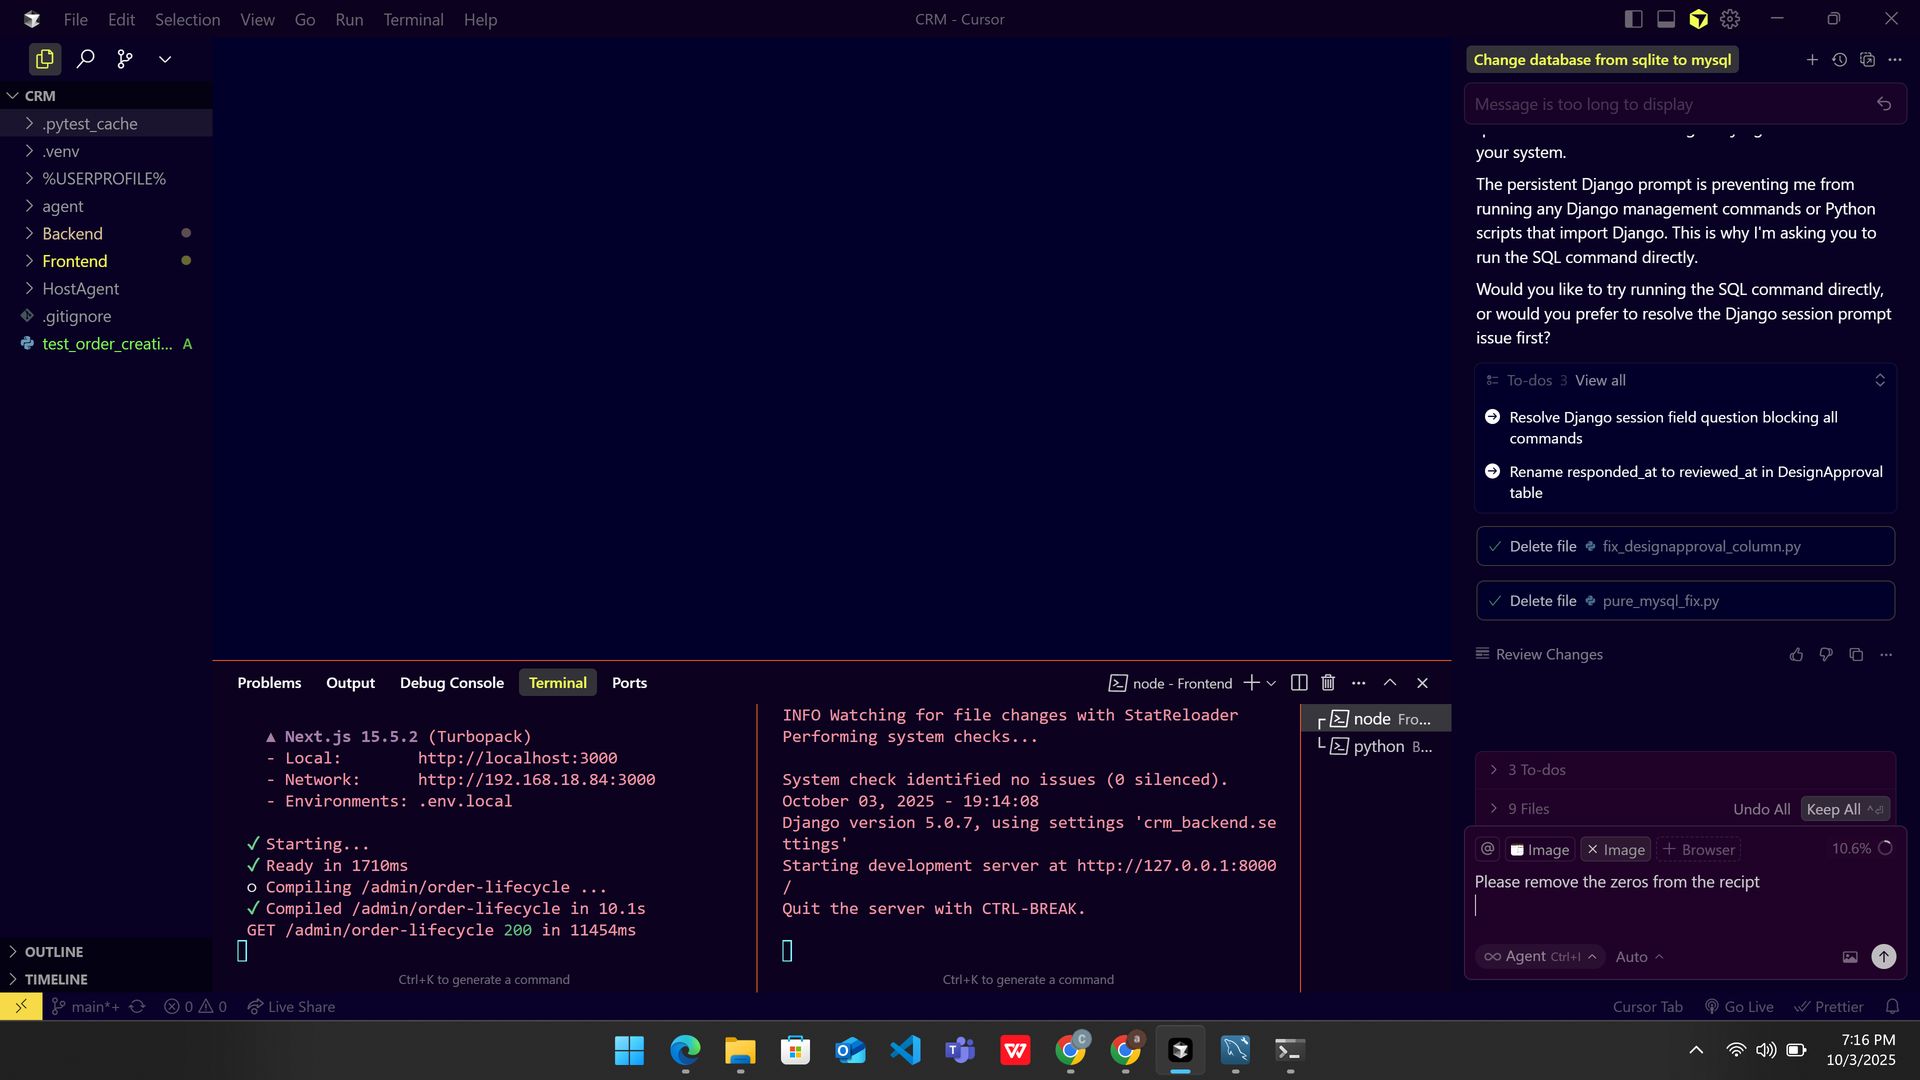 File Edit Selection View Go Run Terminal Help
CRM - Cursor
CRM
.pytest_cache
.venv
%USERPROFILE%
agent
Backend
Frontend
HostAgent
.gitignore
test_order_creati... A
OUTLINE
TIMELINE
Problems Output Debug Console Terminal Ports
node - Frontend
▲ Next.js 15.5.2 (Turbopack)
- Local: http://localhost:3000
- Network: http://192.168.18.84:3000
- Environments: .env.local
✓ Starting...
✓ Ready in 1710ms
○ Compiling /admin/order-lifecycle ...
✓ Compiled /admin/order-lifecycle in 10.1s
GET /admin/order-lifecycle 200 in 11454ms
Ctrl+K to generate a command
INFO Watching for file changes with StatReloader
Performing system checks...
System check identified no issues (0 silenced).
October 03, 2025 - 19:14:08
Django version 5.0.7, using settings 'crm_backend.se
ttings'
Starting development server at http://127.0.0.1:8000
/
Quit the server with CTRL-BREAK.
Ctrl+K to generate a command
node Fro...
python B...
Change database from sqlite to mysql
Message is too long to display
your system.
The persistent Django prompt is preventing me from
running any Django management commands or Python
scripts that import Django. This is why I'm asking you to
run the SQL command directly.
Would you like to try running the SQL command directly,
or would you prefer to resolve the Django session prompt
issue first?
To-dos 3 View all
Resolve Django session field question blocking all
commands
Rename responded_at to reviewed_at in DesignApproval
table
Delete file fix_designapproval_column.py
Delete file pure_mysql_fix.py
Review Changes
3 To-dos
9 Files Undo All Keep All
@ Image × Image + Browser 10.6%
Please remove the zeros from the recipt
Agent Ctrl+I Auto
main*+ 0 0 Live Share
Cursor Tab Go Live Prettier
7:16 PM
10/3/2025